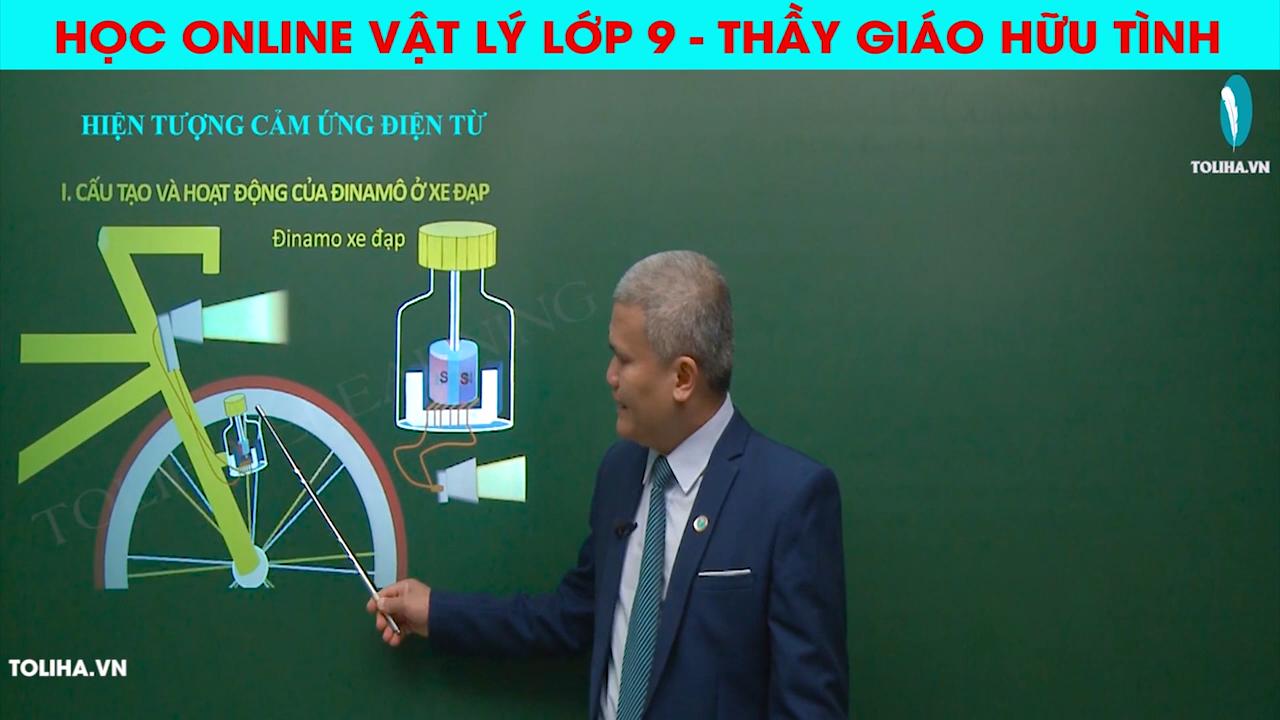 HỌC ONLINE VẬT LÝ LỚP 9 - THẦY GIÁO HỮU TÌNH
TOLIHA.VN
HIỆN TƯỢNG CẢM ỨNG ĐIỆN TỪ
I. CẤU TẠO VÀ HOẠT ĐỘNG CỦA ĐINAMÔ Ở XE ĐẠP
Đinamo xe đạp
S S
TOLIHA.VN